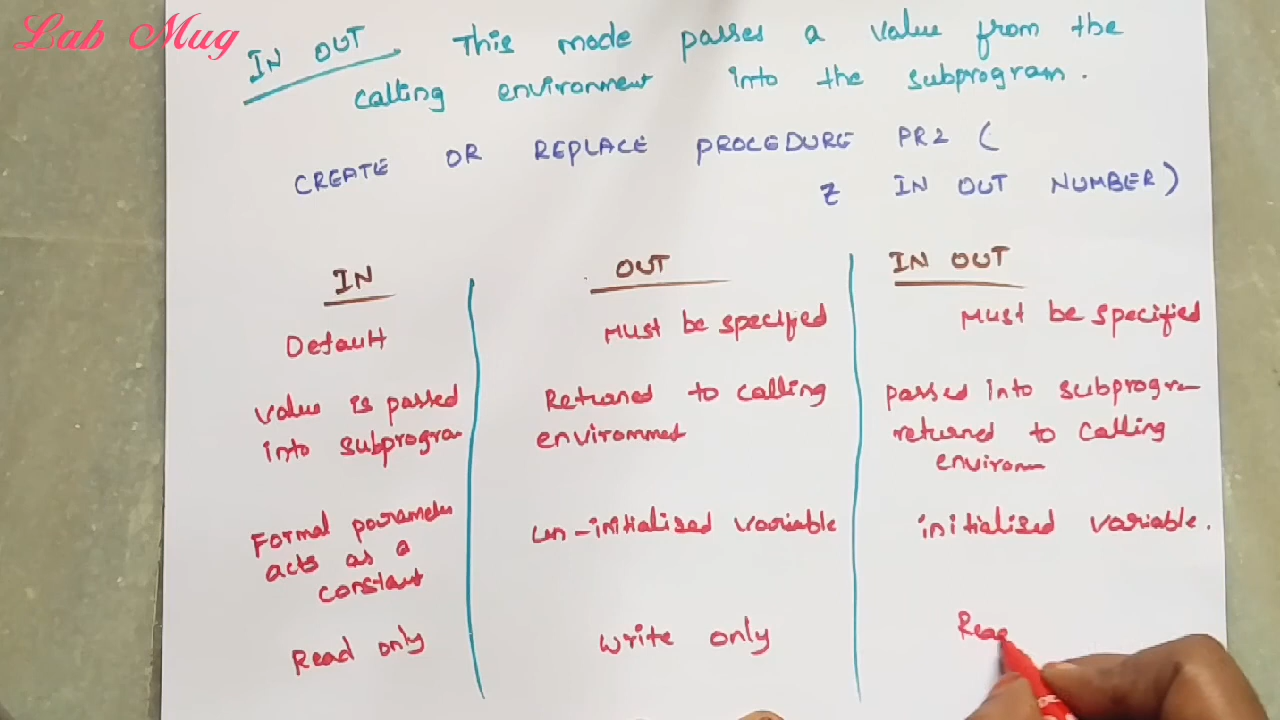 Lab Mug
IN OUT This mode passes a value from the
calling environment into the subprogram.
CREATE OR REPLACE PROCEDURE PR2 (
Z IN OUT NUMBER)
IN OUT IN OUT
Default Must be specified Must be specified
value is passed Returned to calling passed into subprogram
into subprogram environment returned to calling
environ
Formal parameter un-initialised variable initialised variable.
acts as a
constant
Read only write only Read